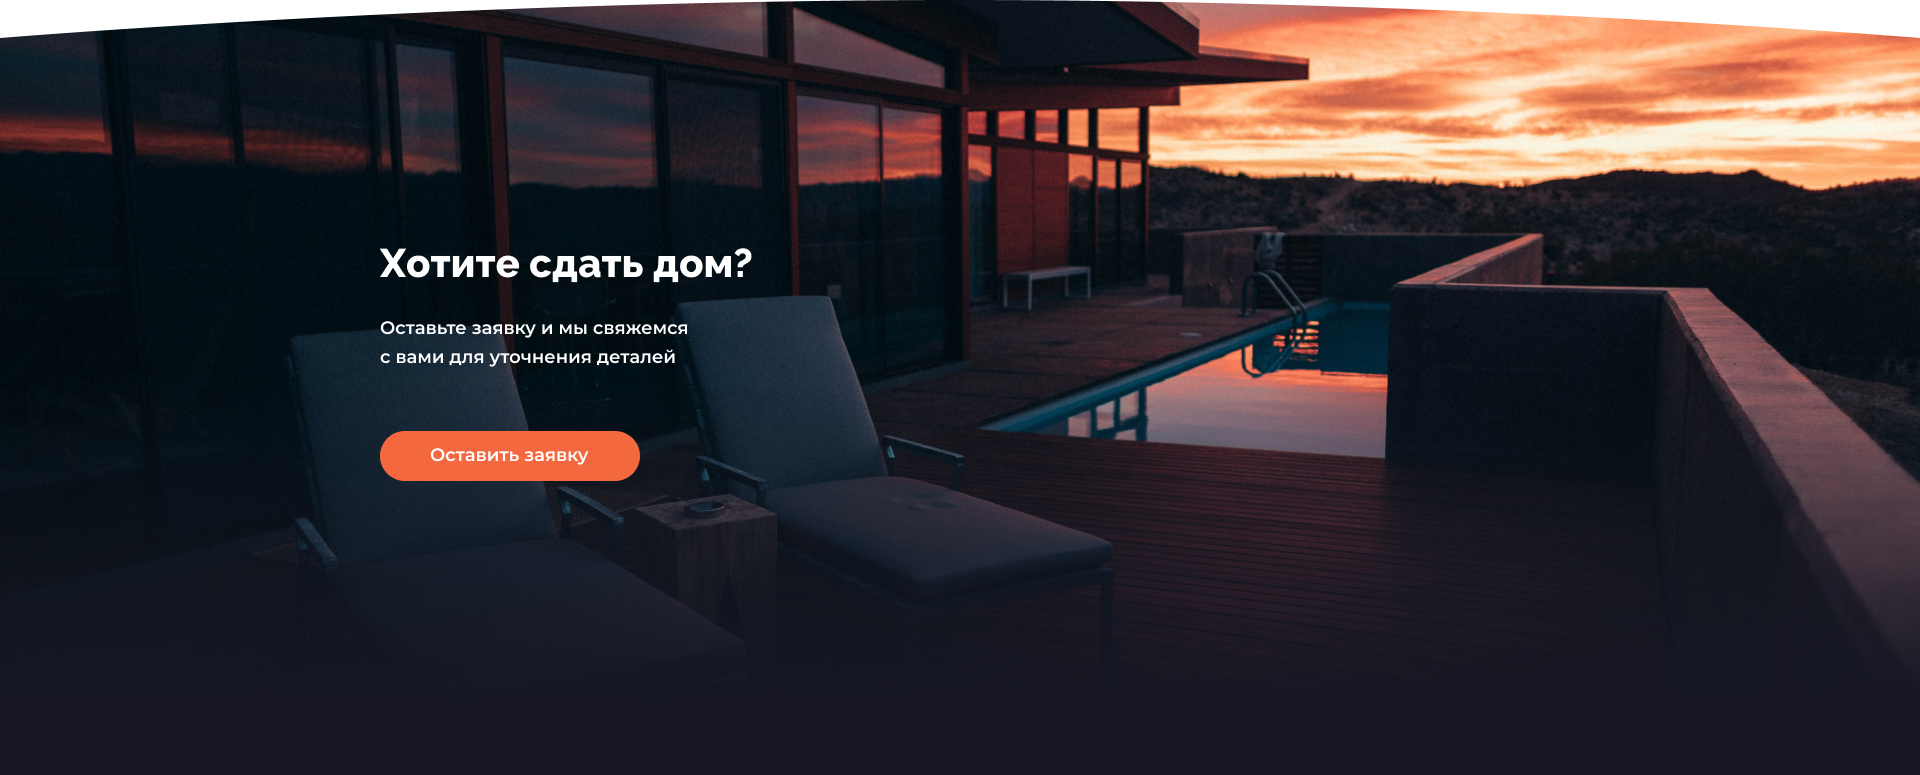 Хотите сдать дом?
Оставьте заявку и мы свяжемся
с вами для уточнения деталей
Оставить заявку